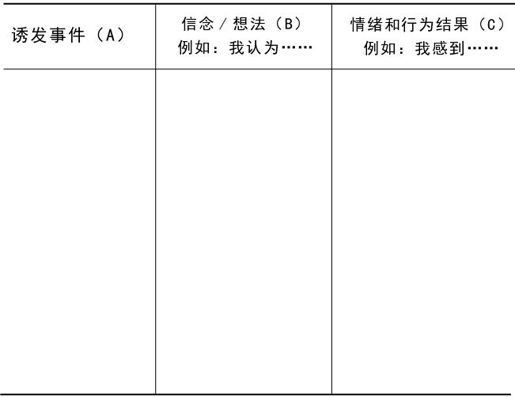 诱发事件（A）
信念／想法（B）
例如：我认为……
情绪和行为结果（C）
例如：我感到……